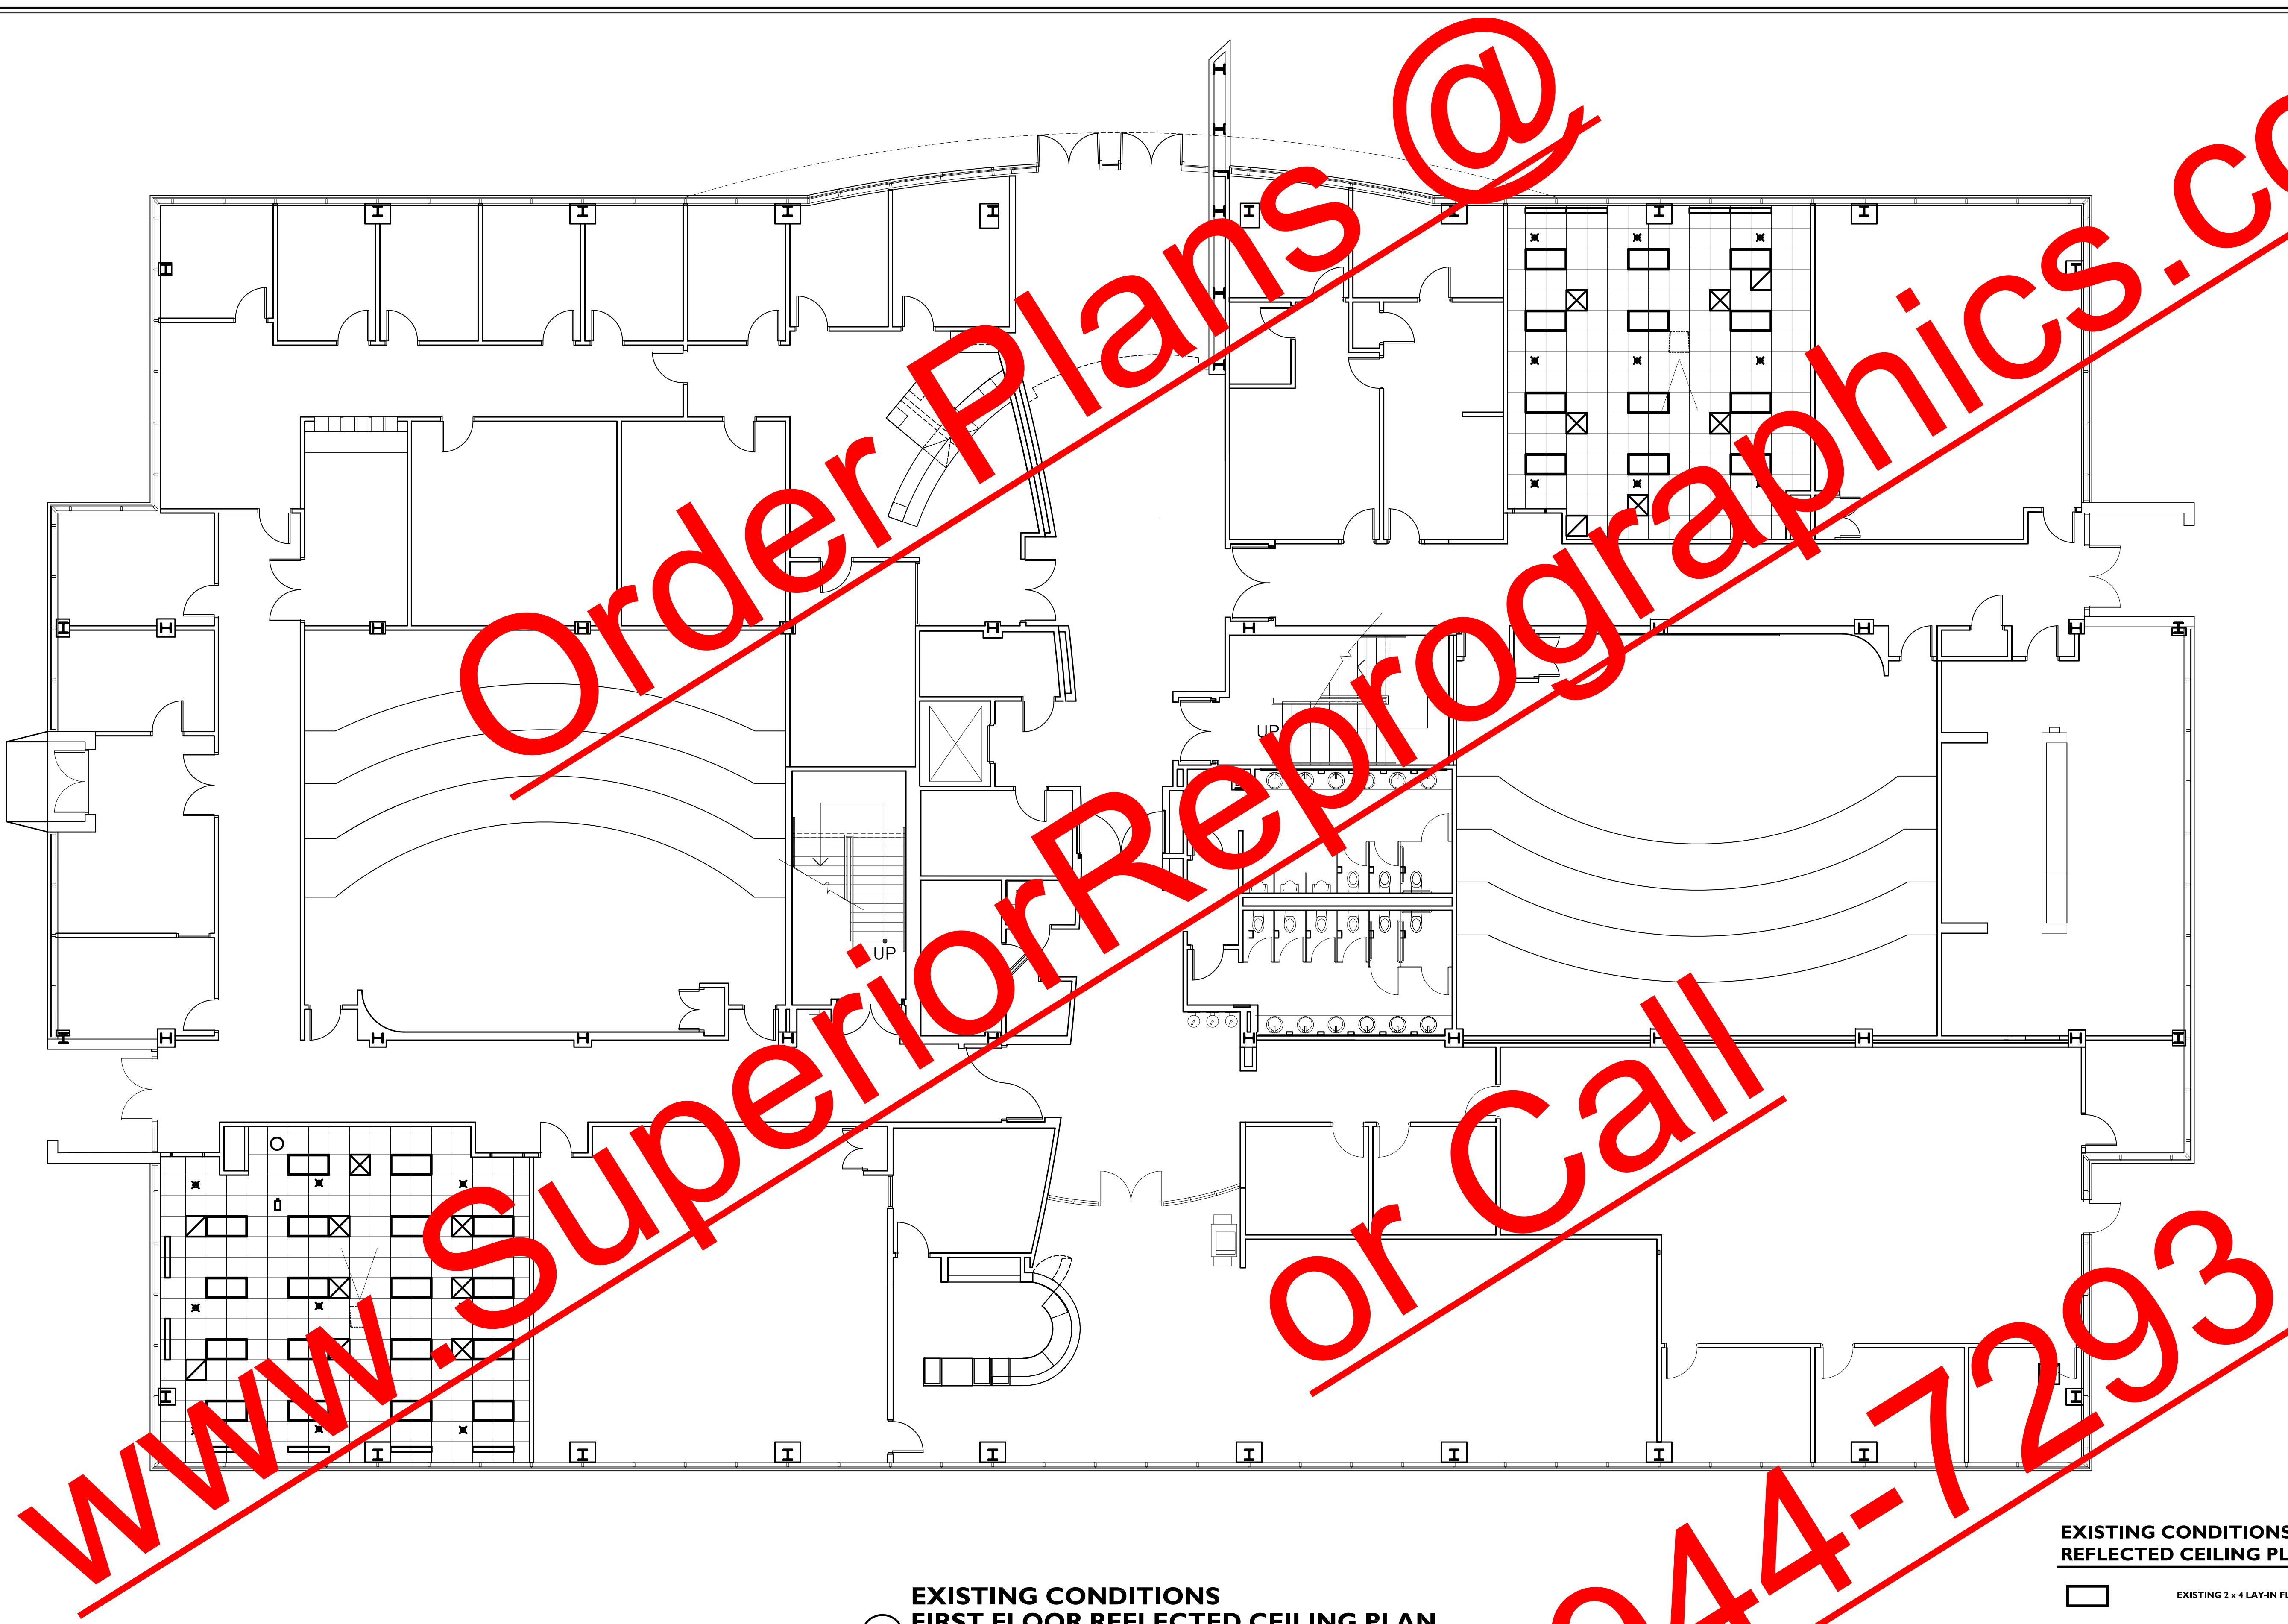 Order Plans @
www.SuperiorReprographics.co
or Call
944-7293
UP
UP
EXISTING CONDITIONS
FIRST FLOOR REFLECTED CEILING PLAN
EXISTING CONDITIONS
REFLECTED CEILING PL
EXISTING 2 x 4 LAY-IN FI